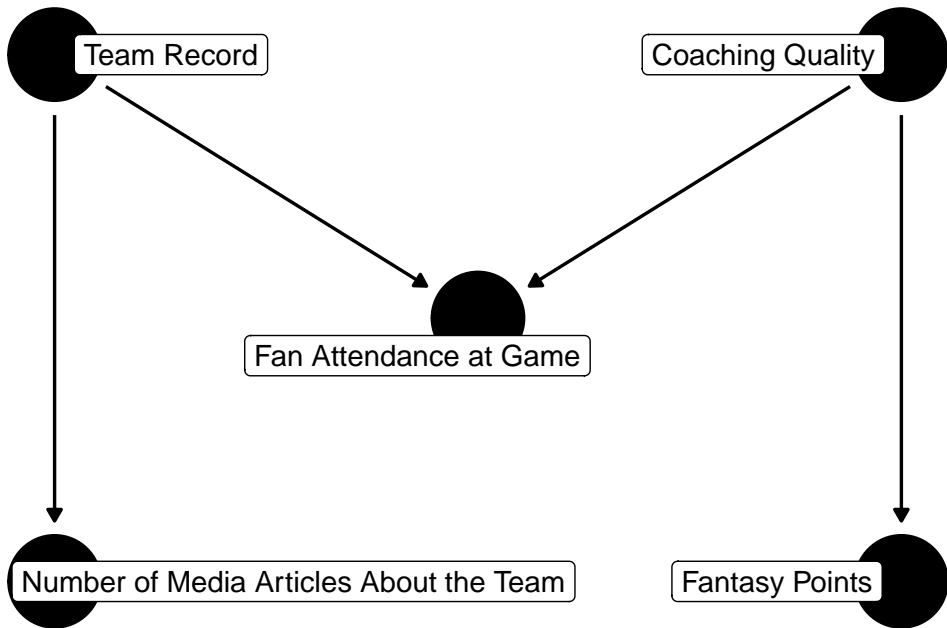 Team Record
Coaching Quality
Fan Attendance at Game
Number of Media Articles About the Team
Fantasy Points